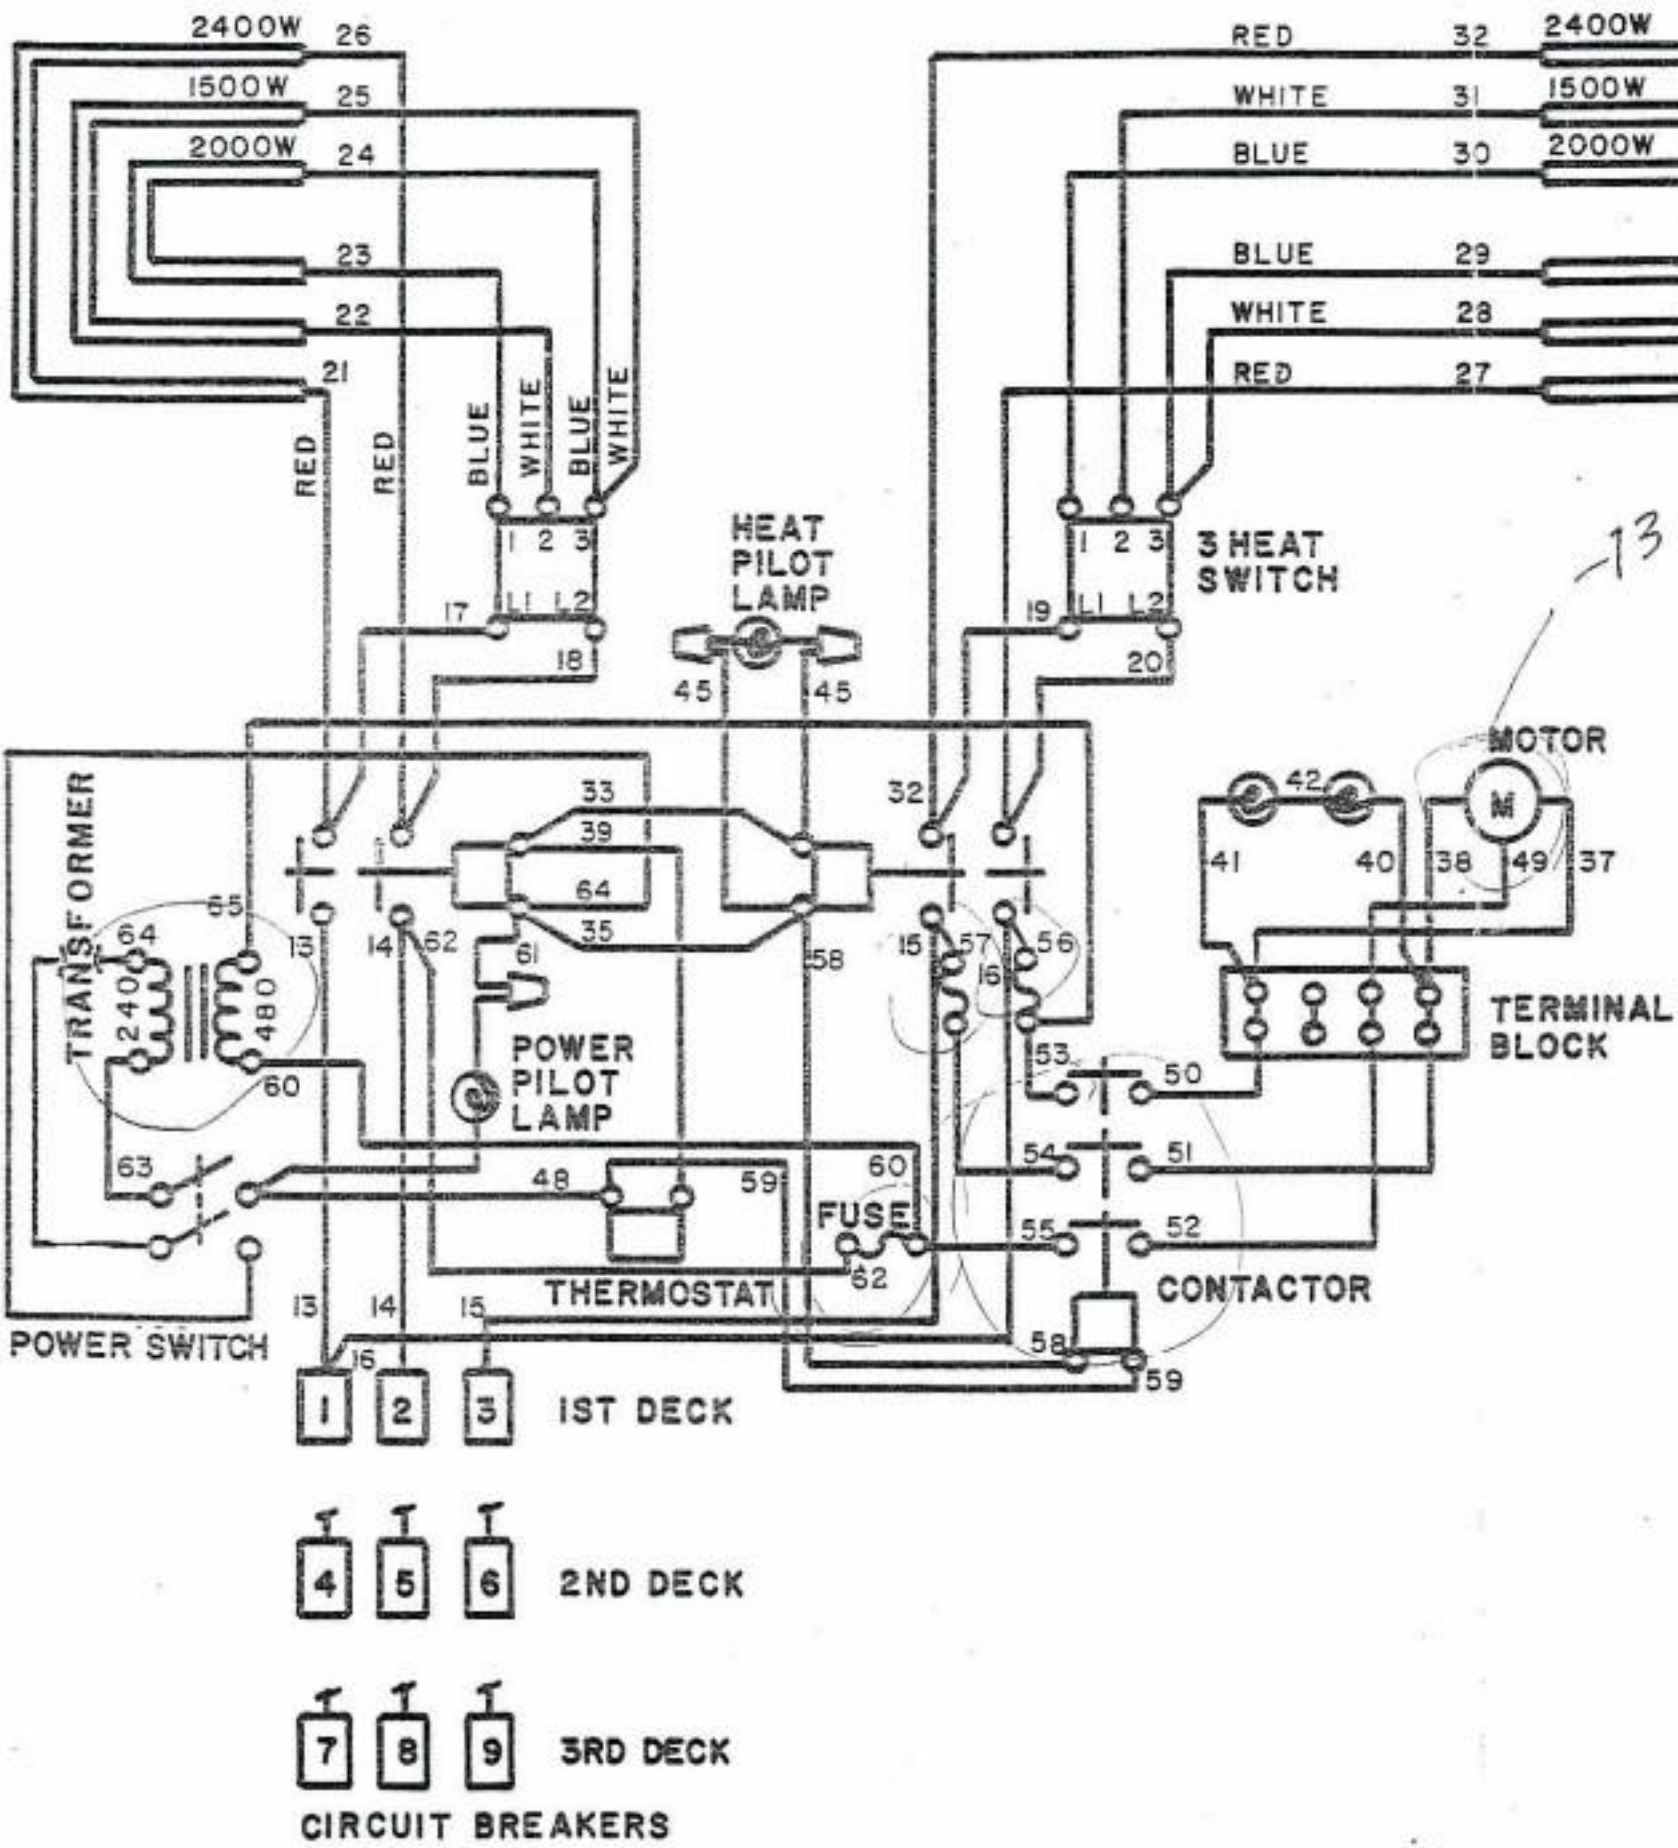 2400W 26
1500W 25
2000W 24
23
22
21
RED
RED
BLUE
WHITE
BLUE
WHITE
1 2 3
L1 L2
17
18
HEAT
PILOT
LAMP
45 45
RED 32 2400W
WHITE 31 1500W
BLUE 30 2000W
BLUE 29
WHITE 28
RED 27
1 2 3
L1 L2
3 HEAT
SWITCH
19
20
13
TRANSFORMER
65
64
240
480
60
63
33
39
64
35
13
14
62
61
58
32
15
57
16
56
53
MOTOR
M
42
41
40
38
49
37
TERMINAL
BLOCK
50
54 51
55 52
CONTACTOR
58
59
POWER
PILOT
LAMP
48
59
60
FUSE
62
THERMOSTAT
POWER SWITCH
13
14
15
16
1 2 3 1ST DECK
4 5 6 2ND DECK
7 8 9 3RD DECK
CIRCUIT BREAKERS